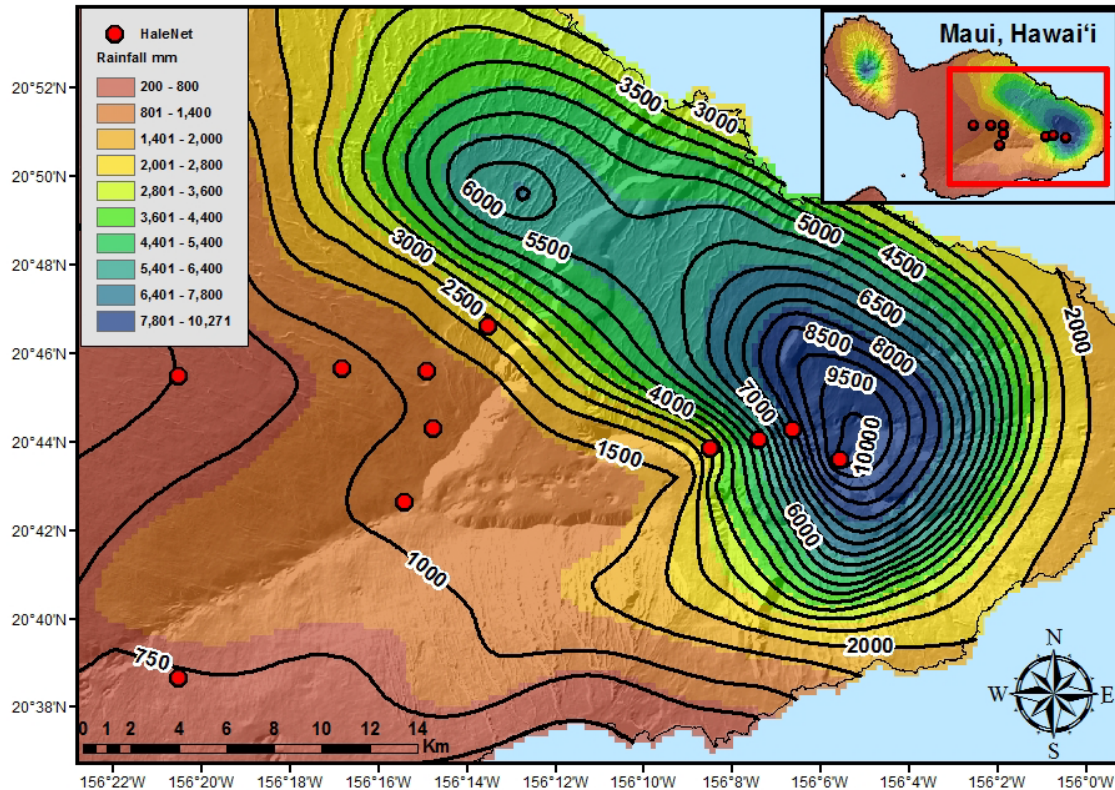 Maui, Hawai‘i
HaleNet
Rainfall mm
200 - 800
801 - 1,400
1,401 - 2,000
2,001 - 2,800
2,801 - 3,600
3,601 - 4,400
4,401 - 5,400
5,401 - 6,400
6,401 - 7,800
7,801 - 10,271
20°52'N
20°50'N
20°48'N
20°46'N
20°44'N
20°42'N
20°40'N
20°38'N
3500
3000
6000
5500
5000
4500
3000
2500
6500
2000
8500
8000
9500
7000
4000
10000
1500
6000
1000
2000
750
N
W E
S
0 2 4 6 8 10 12 14
Km
156°22'W 156°20'W 156°18'W 156°16'W 156°14'W 156°12'W 156°10'W 156°8'W 156°6'W 156°4'W 156°2'W 156°0'W